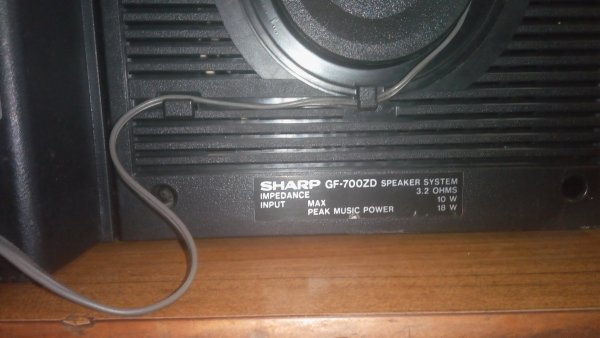 SHARP GF-700ZD SPEAKER SYSTEM
IMPEDANCE 3.2 OHMS
INPUT MAX 10 W
PEAK MUSIC POWER 18 W